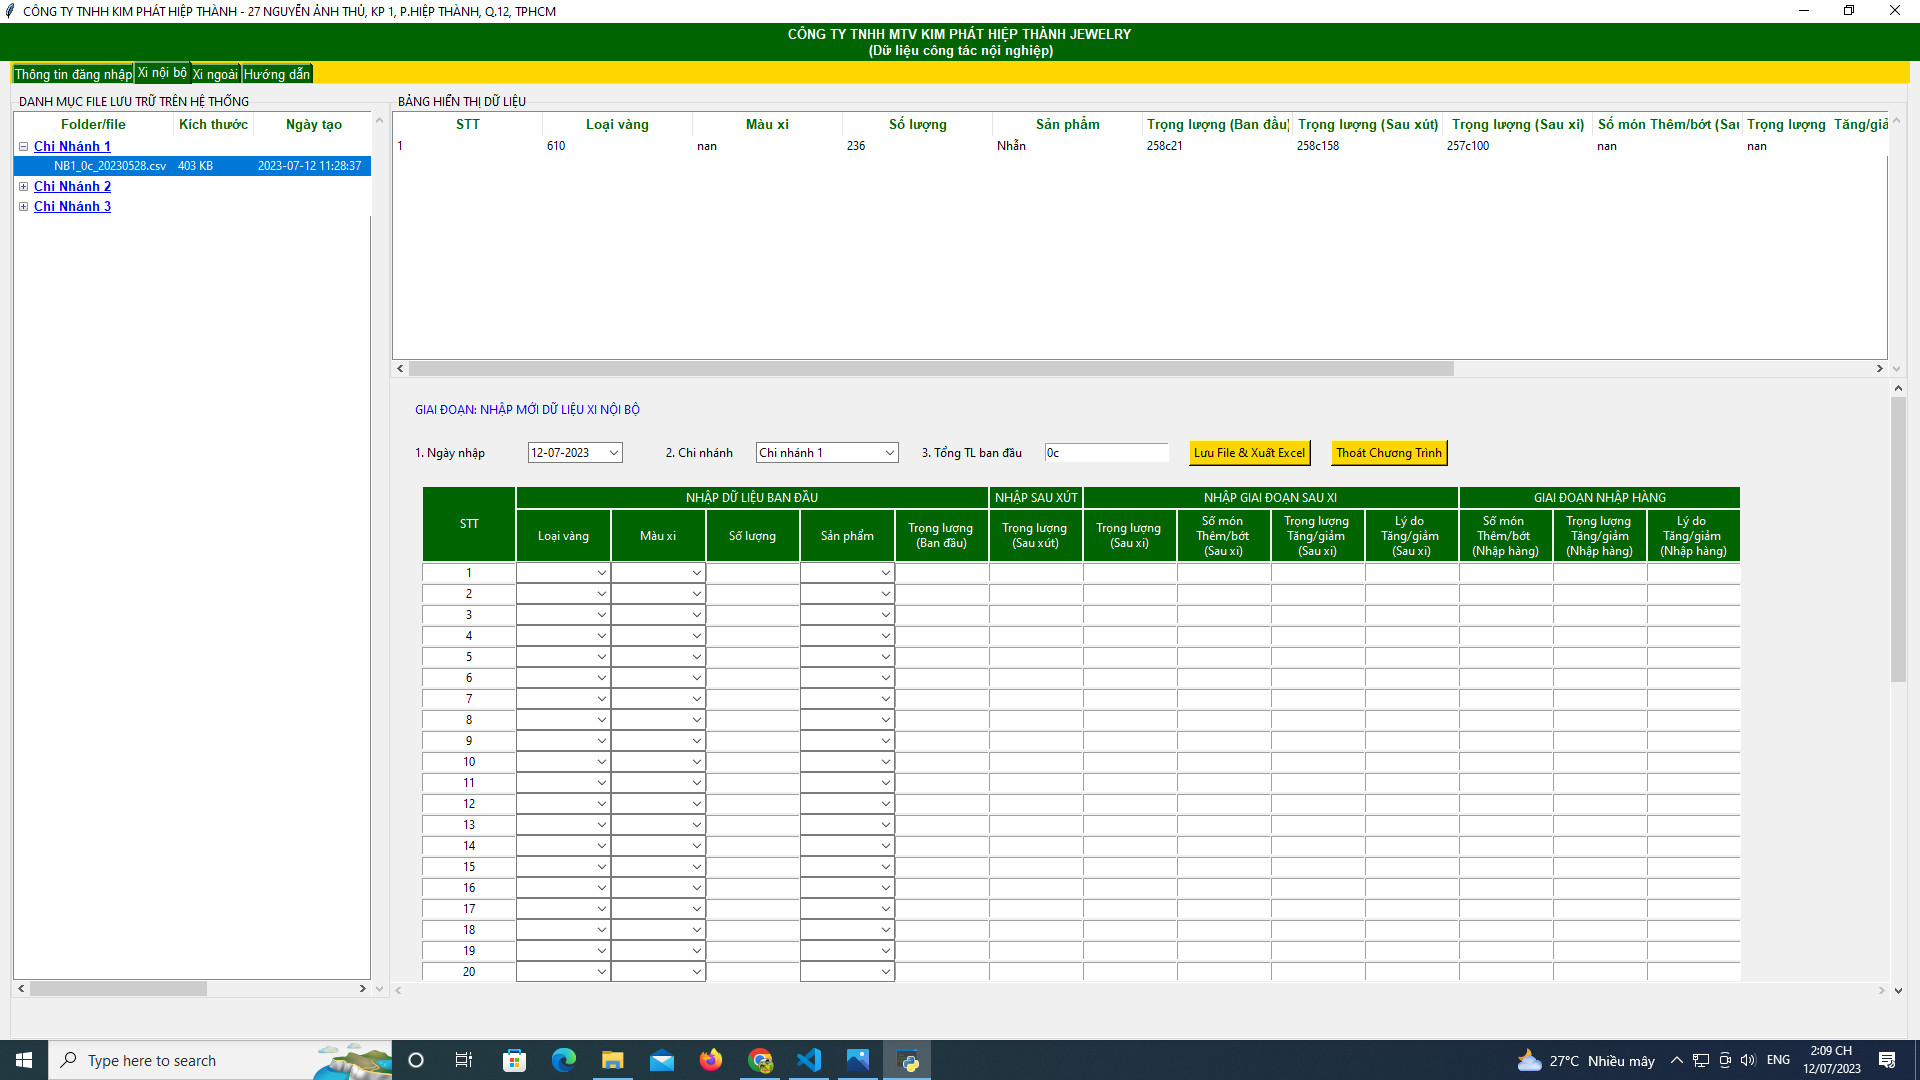 CÔNG TY TNHH KIM PHÁT HIỆP THÀNH - 27 NGUYỄN ẢNH THỦ, KP 1, P.HIỆP THÀNH, Q.12, TPHCM
CÔNG TY TNHH MTV KIM PHÁT HIỆP THÀNH JEWELRY
(Dữ liệu công tác nội nghiệp)
Thông tin đăng nhập Xi nội bộ Xi ngoài Hướng dẫn
DANH MỤC FILE LƯU TRỮ TRÊN HỆ THỐNG
Folder/file Kích thước Ngày tạo
Chi Nhánh 1
NB1_0c_20230528.csv 403 KB 2023-07-12 11:28:37
Chi Nhánh 2
Chi Nhánh 3
BẢNG HIỂN THỊ DỮ LIỆU
STT Loại vàng Màu xi Số lượng Sản phẩm Trọng lượng (Ban đầu) Trọng lượng (Sau xút) Trọng lượng (Sau xi) Số món Thêm/bớt (Sau Trọng lượng Tăng/giả
1 610 nan 236 Nhẫn 258c21 258c158 257c100 nan nan
GIAI ĐOẠN: NHẬP MỚI DỮ LIỆU XI NỘI BỘ
1. Ngày nhập 12-07-2023 2. Chi nhánh Chi nhánh 1 3. Tổng TL ban đầu 0c Lưu File & Xuất Excel Thoát Chương Trình
STT
NHẬP DỮ LIỆU BAN ĐẦU NHẬP SAU XÚT NHẬP GIAI ĐOẠN SAU XI GIAI ĐOẠN NHẬP HÀNG
Loại vàng
Màu xi
Số lượng
Sản phẩm
Trọng lượng
(Ban đầu)
Trọng lượng
(Sau xút)
Trọng lượng
(Sau xi)
Số món
Thêm/bớt
(Sau xi)
Trọng lượng
Tăng/giảm
(Sau xi)
Lý do
Tăng/giảm
(Sau xi)
Số món
Thêm/bớt
(Nhập hàng)
Trọng lượng
Tăng/giảm
(Nhập hàng)
Lý do
Tăng/giảm
(Nhập hàng)
1
2
3
4
5
6
7
8
9
10
11
12
13
14
15
16
17
18
19
20
Type here to search
27°C Nhiều mây
ENG
2:09 CH
12/07/2023